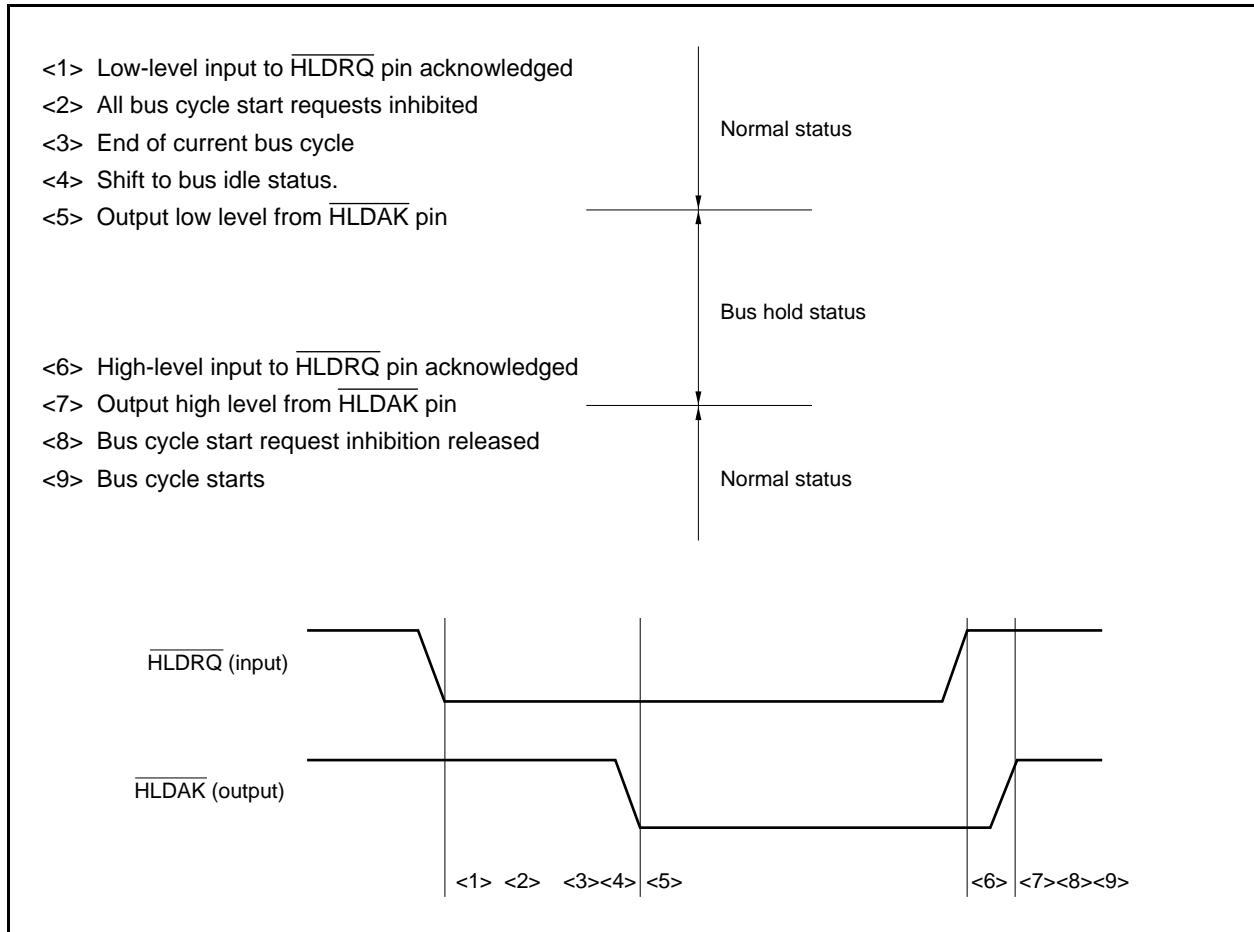 <1> Low-level input to HLDRQ pin acknowledged
<2> All bus cycle start requests inhibited
<3> End of current bus cycle
<4> Shift to bus idle status.
<5> Output low level from HLDAK pin
Normal status
Bus hold status
<6> High-level input to HLDRQ pin acknowledged
<7> Output high level from HLDAK pin
<8> Bus cycle start request inhibition released
<9> Bus cycle starts
Normal status
HLDRQ (input)
HLDAK (output)
<1> <2> <3><4> <5> <6> <7><8><9>